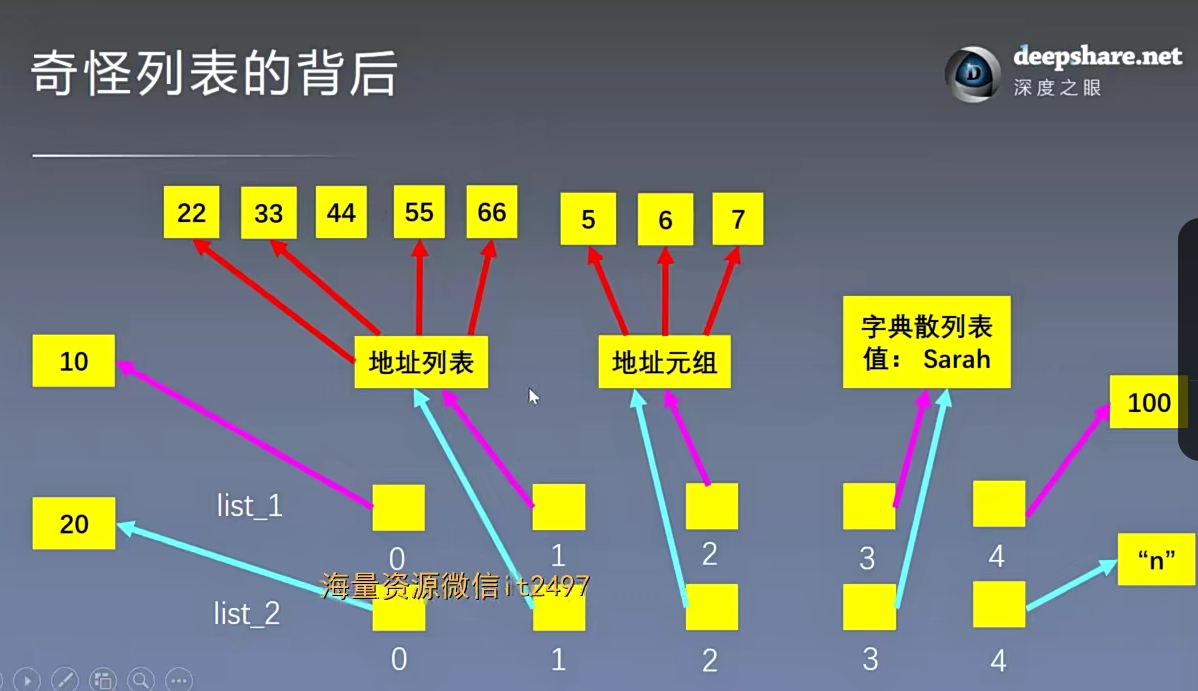 奇怪列表的背后
deepshare.net
深度之眼
22 33 44 55 66 5 6 7
字典散列表
值： Sarah
10 地址列表 地址元组
100
list_1
20
0 1 2 3 4
“n”
海量资源微信it2497
list_2
0 1 2 3 4